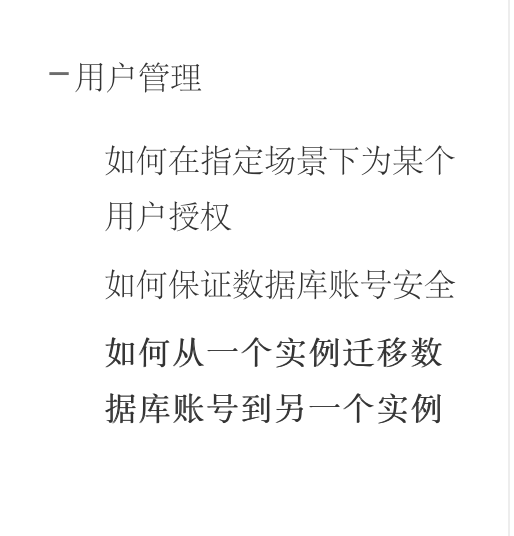 －用户管理
如何在指定场景下为某个
用户授权
如何保证数据库账号安全
如何从一个实例迁移数
据库账号到另一个实例